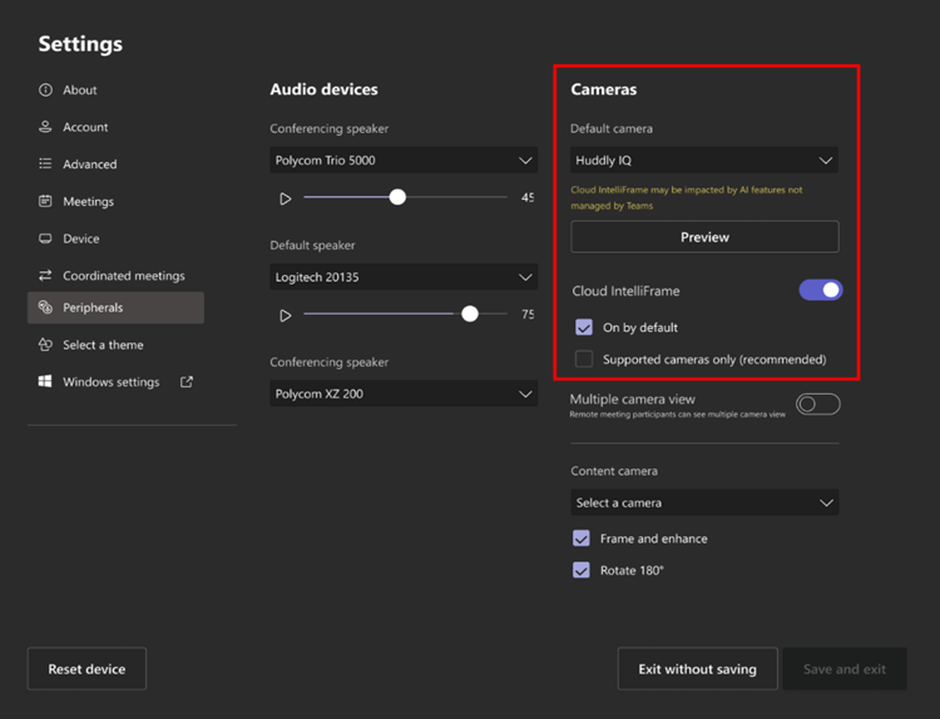 Settings
About
Account
Advanced
Meetings
Device
Coordinated meetings
Peripherals
Select a theme
Windows settings
Audio devices
Conferencing speaker
Polycom Trio 5000
45
Default speaker
Logitech 20135
75
Conferencing speaker
Polycom XZ 200
Cameras
Default camera
Huddly IQ
Cloud IntelliFrame may be impacted by AI features not
managed by Teams
Preview
Cloud IntelliFrame
On by default
Supported cameras only (recommended)
Multiple camera view
Remote meeting participants can see multiple camera view
Content camera
Select a camera
Frame and enhance
Rotate 180°
Reset device
Exit without saving
Save and exit